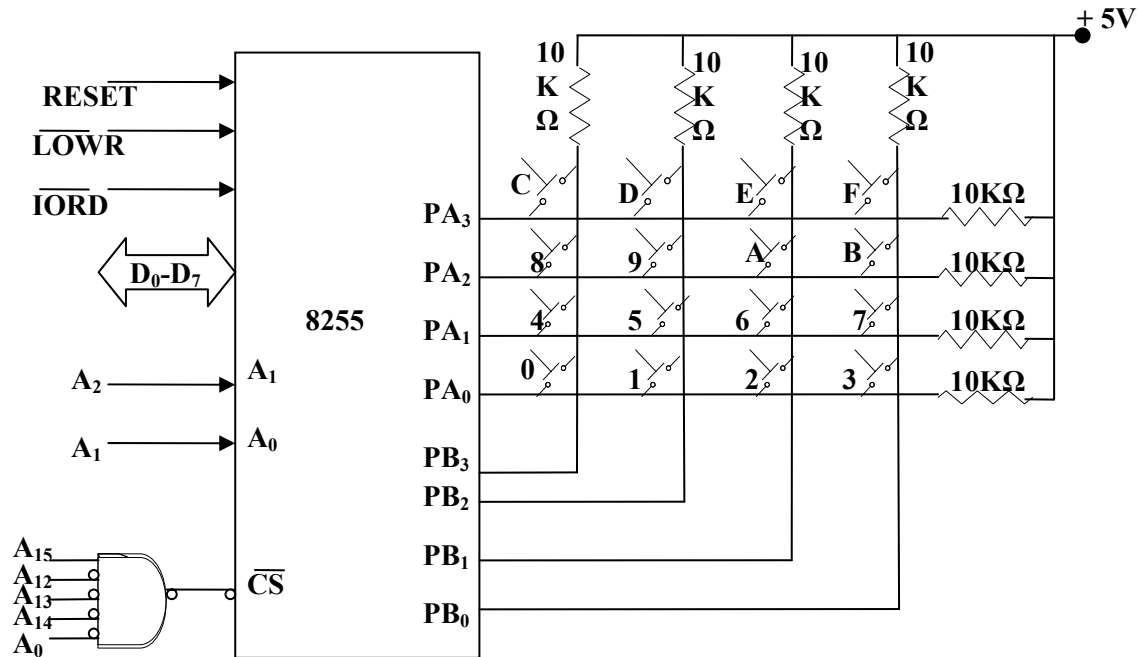 + 5V
10 10 10 10
K K K K
Ω Ω Ω Ω
RESET
LOWR
IORD
D₀-D₇
8255
C D E F
PA₃ 10KΩ
8 9 A B
PA₂ 10KΩ
4 5 6 7
PA₁ 10KΩ
0 1 2 3
PA₀ 10KΩ
A₂ A₁
A₁ A₀
PB₃
PB₂
PB₁
PB₀
A₁₅
A₁₂
A₁₃
A₁₄
A₀
CS